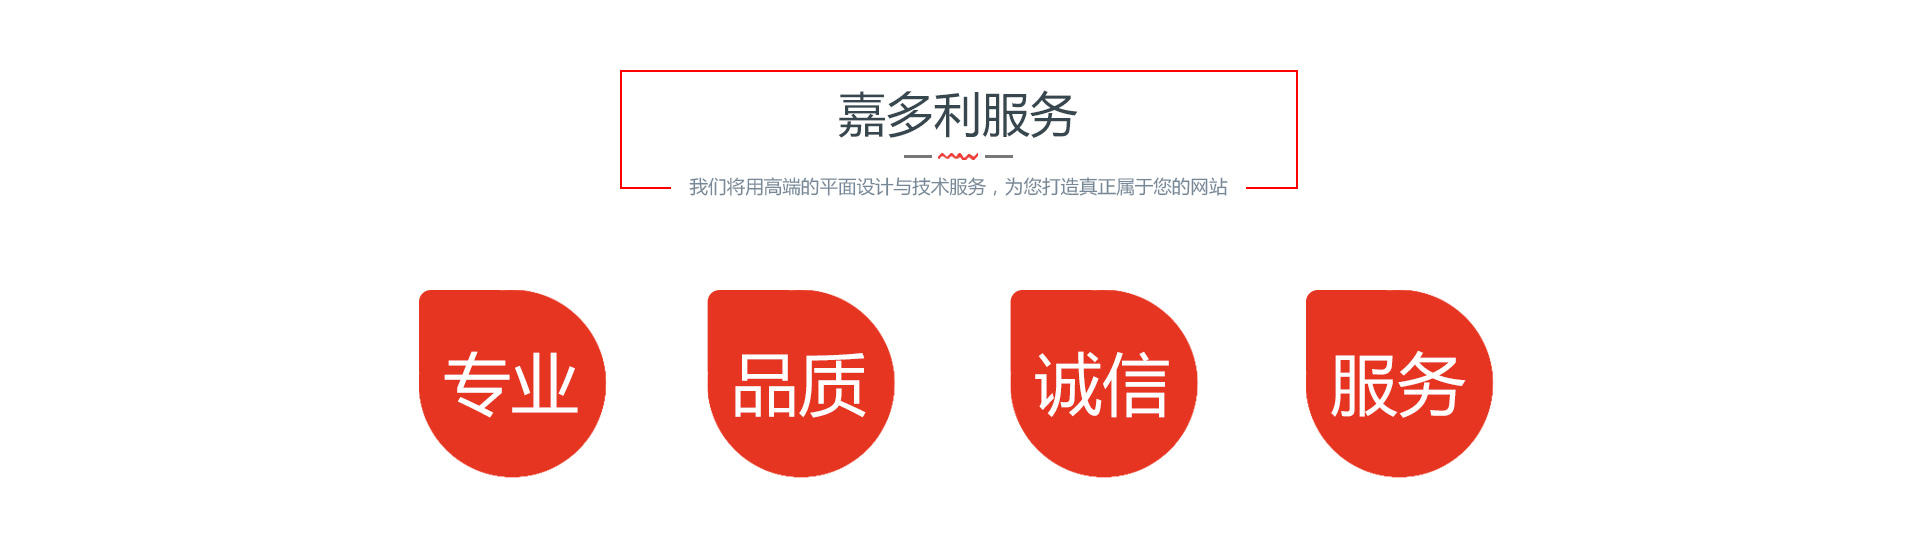 嘉多利服务
我们将用高端的平面设计与技术服务，为您打造真正属于您的网站
专业
品质
诚信
服务